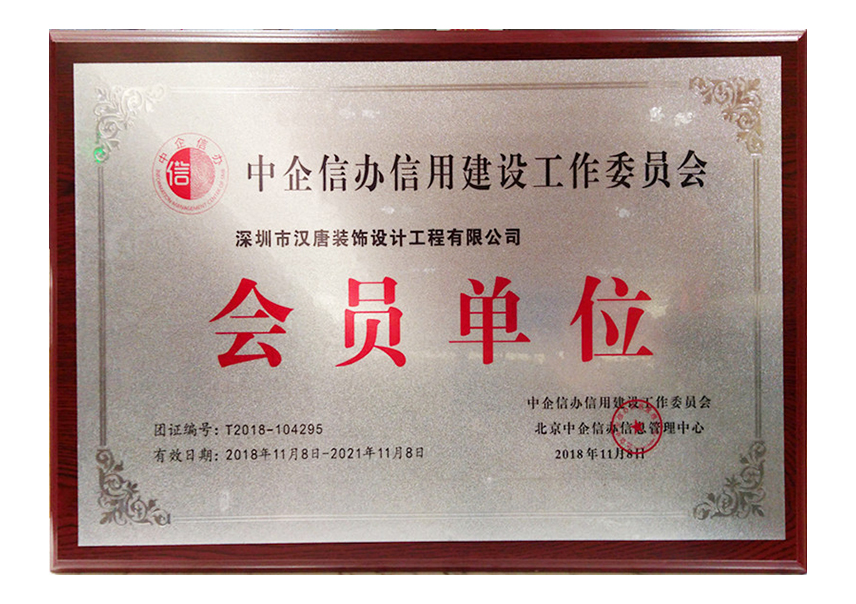 中企信办
信
中企信办信用建设工作委员会
深圳市汉唐装饰设计工程有限公司
会员单位
中企信办信用建设工作委员会
团证编号：T2018-104295
北京中企信办信息管理中心
有效日期：2018年11月8日-2021年11月8日
2018年11月8日